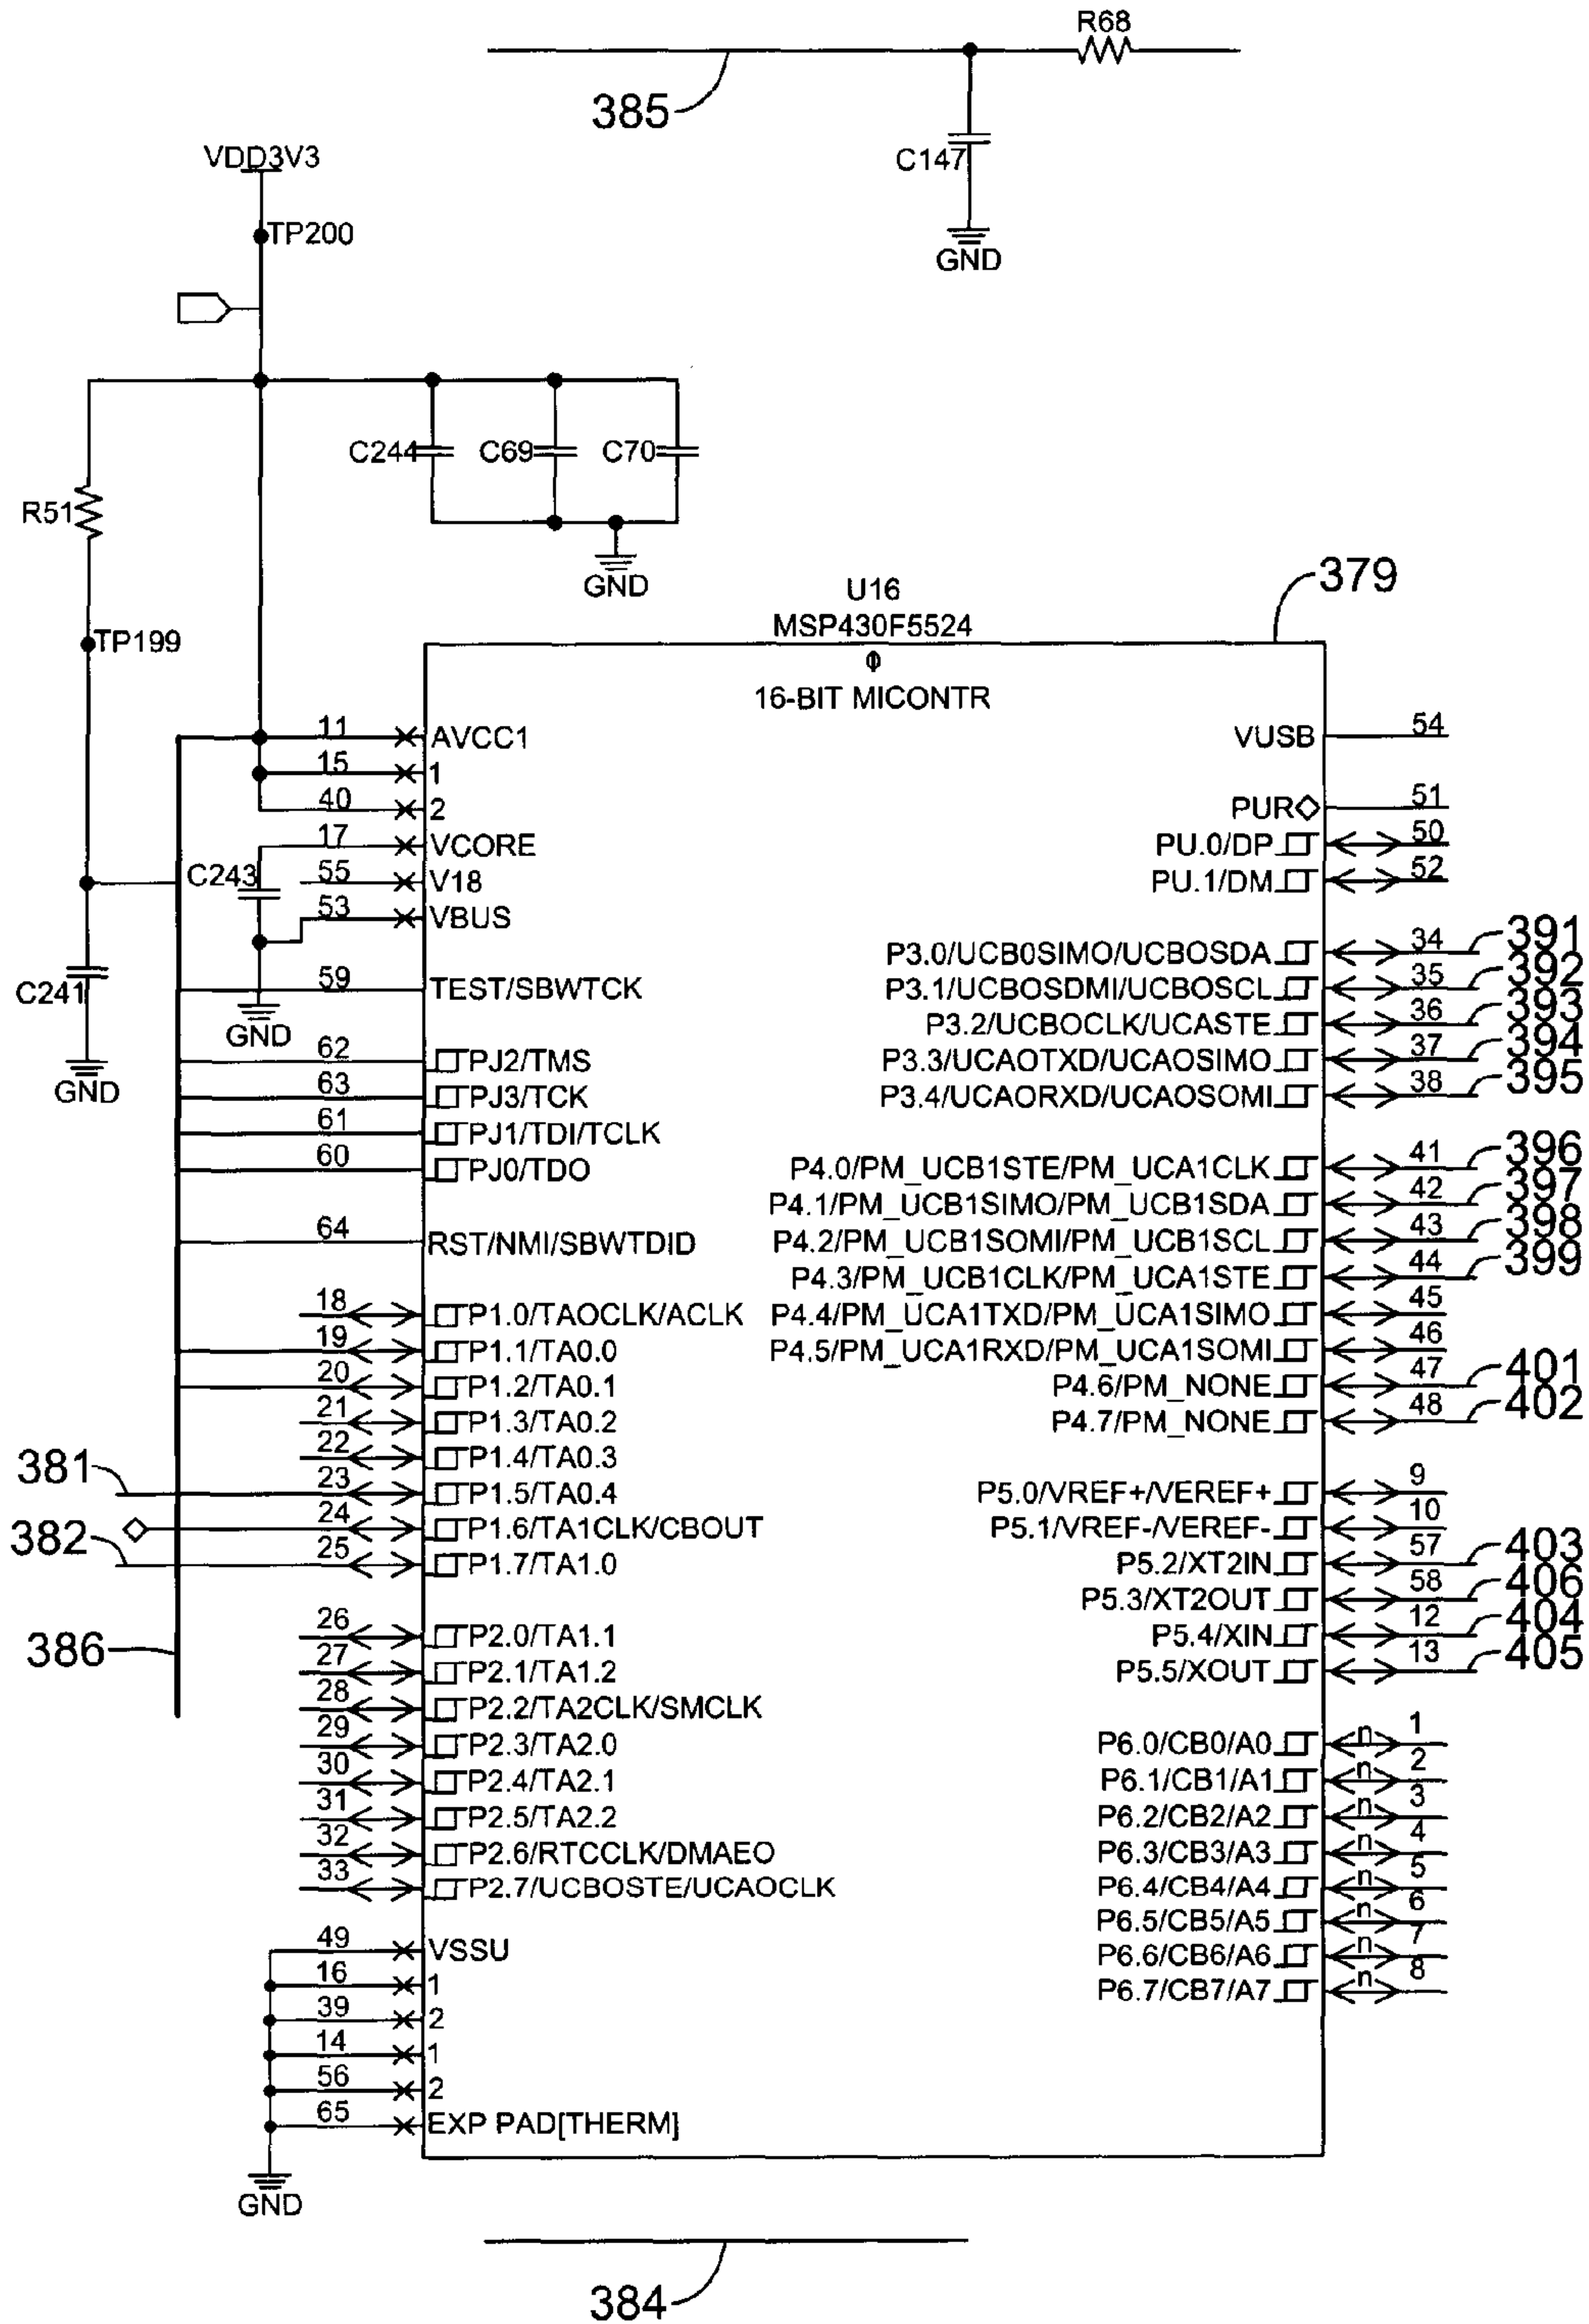 R68
385
C147
GND
VDD3V3
TP200
C244 C69 C70
GND
R51
TP199
C241
GND
U16
MSP430F5524
379
Φ
16-BIT MICONTR
11 AVCC1
15 1
40 2
17 VCORE
C243
55 V18
53 VBUS
GND
59 TEST/SBWTCK
62 PJ2/TMS
63 PJ3/TCK
61 PJ1/TDI/TCLK
60 PJ0/TDO
64 RST/NMI/SBWTDID
18 P1.0/TAOCLK/ACLK
19 P1.1/TA0.0
20 P1.2/TA0.1
21 P1.3/TA0.2
22 P1.4/TA0.3
381 23 P1.5/TA0.4
24 P1.6/TA1CLK/CBOUT
382 25 P1.7/TA1.0
386
26 P2.0/TA1.1
27 P2.1/TA1.2
28 P2.2/TA2CLK/SMCLK
29 P2.3/TA2.0
30 P2.4/TA2.1
31 P2.5/TA2.2
32 P2.6/RTCCLK/DMAEO
33 P2.7/UCBOSTE/UCAOCLK
49 VSSU
16 1
39 2
14 1
56 2
65 EXP PAD[THERM]
GND
VUSB 54
PUR 51
PU.0/DP 50
PU.1/DM 52
P3.0/UCB0SIMO/UCBOSDA 34 391
P3.1/UCBOSDMI/UCBOSCL 35 392
P3.2/UCBOCLK/UCASTE 36 393
P3.3/UCAOTXD/UCAOSIMO 37 394
P3.4/UCAORXD/UCAOSOMI 38 395
P4.0/PM_UCB1STE/PM_UCA1CLK 41 396
P4.1/PM_UCB1SIMO/PM_UCB1SDA 42 397
P4.2/PM_UCB1SOMI/PM_UCB1SCL 43 398
P4.3/PM_UCB1CLK/PM_UCA1STE 44 399
P4.4/PM_UCA1TXD/PM_UCA1SIMO 45
P4.5/PM_UCA1RXD/PM_UCA1SOMI 46
P4.6/PM_NONE 47 401
P4.7/PM_NONE 48 402
P5.0/VREF+/VEREF+ 9
P5.1/VREF-/VEREF- 10
P5.2/XT2IN 57 403
P5.3/XT2OUT 58 406
P5.4/XIN 12 404
P5.5/XOUT 13 405
P6.0/CB0/A0 n 1
P6.1/CB1/A1 n 2
P6.2/CB2/A2 n 3
P6.3/CB3/A3 n 4
P6.4/CB4/A4 n 5
P6.5/CB5/A5 n 6
P6.6/CB6/A6 n 7
P6.7/CB7/A7 n 8
384